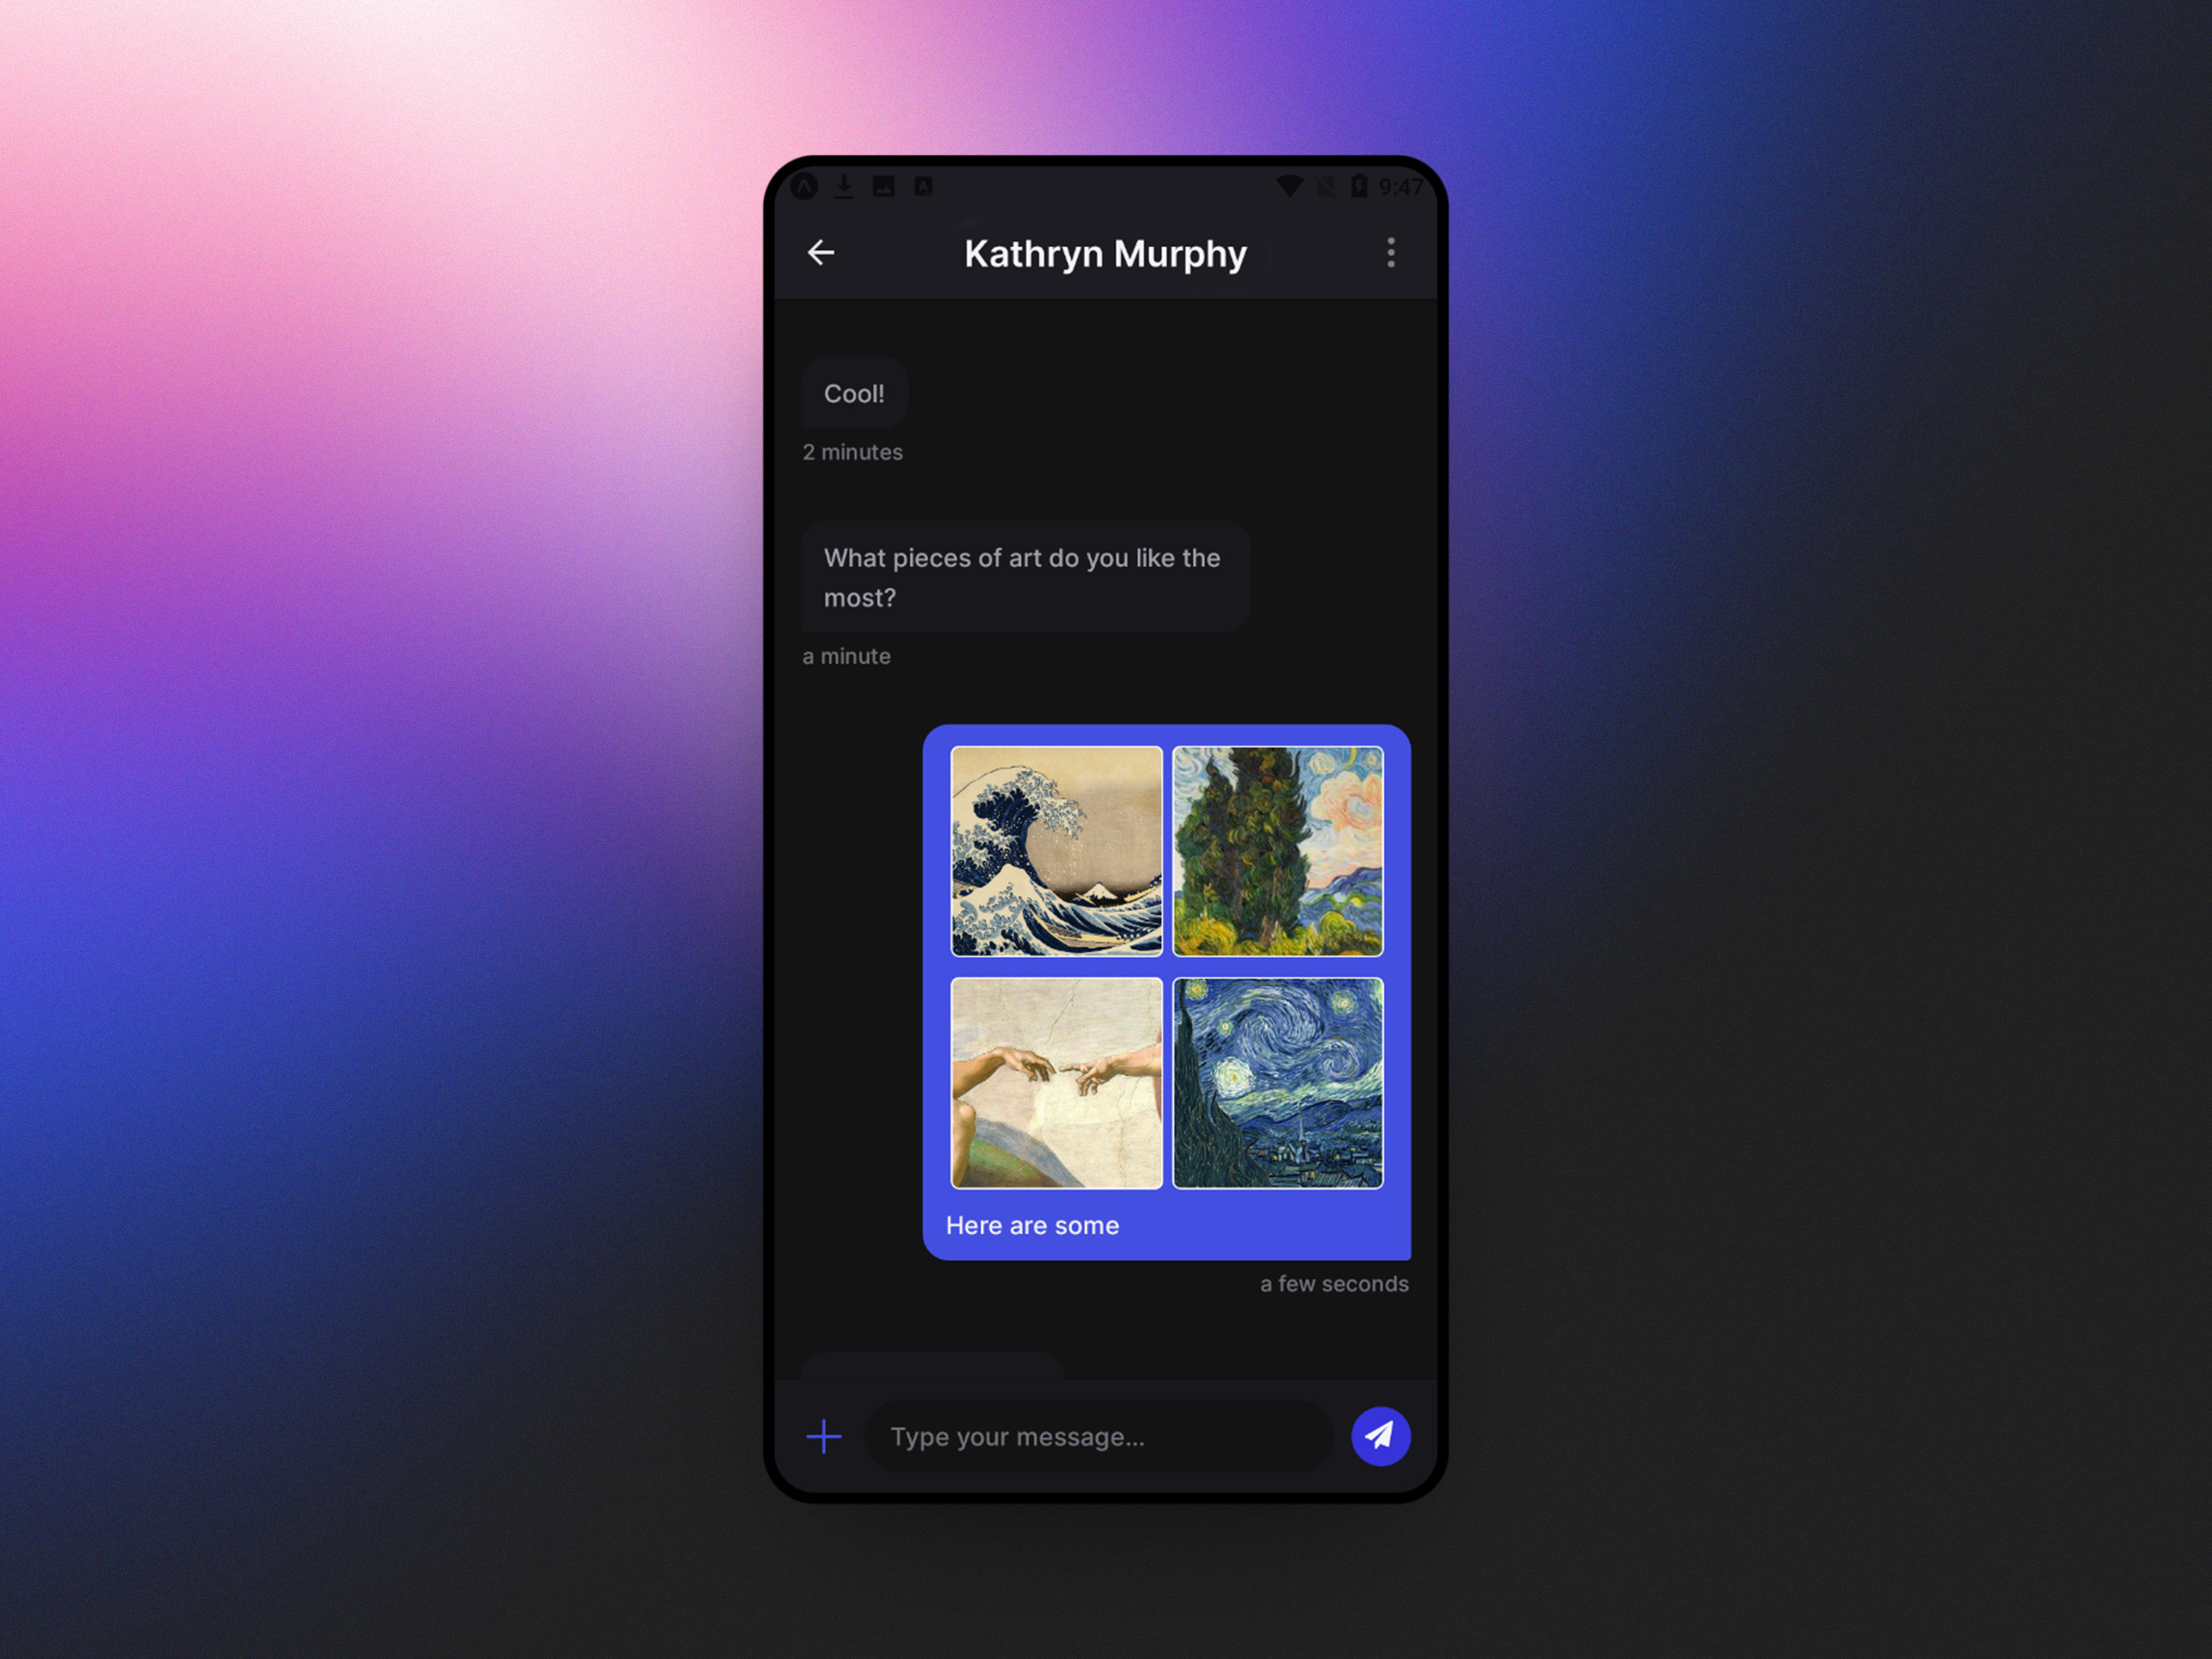 9:47
Kathryn Murphy
Cool!
2 minutes
What pieces of art do you like the
most?
a minute
Here are some
a few seconds
Type your message...